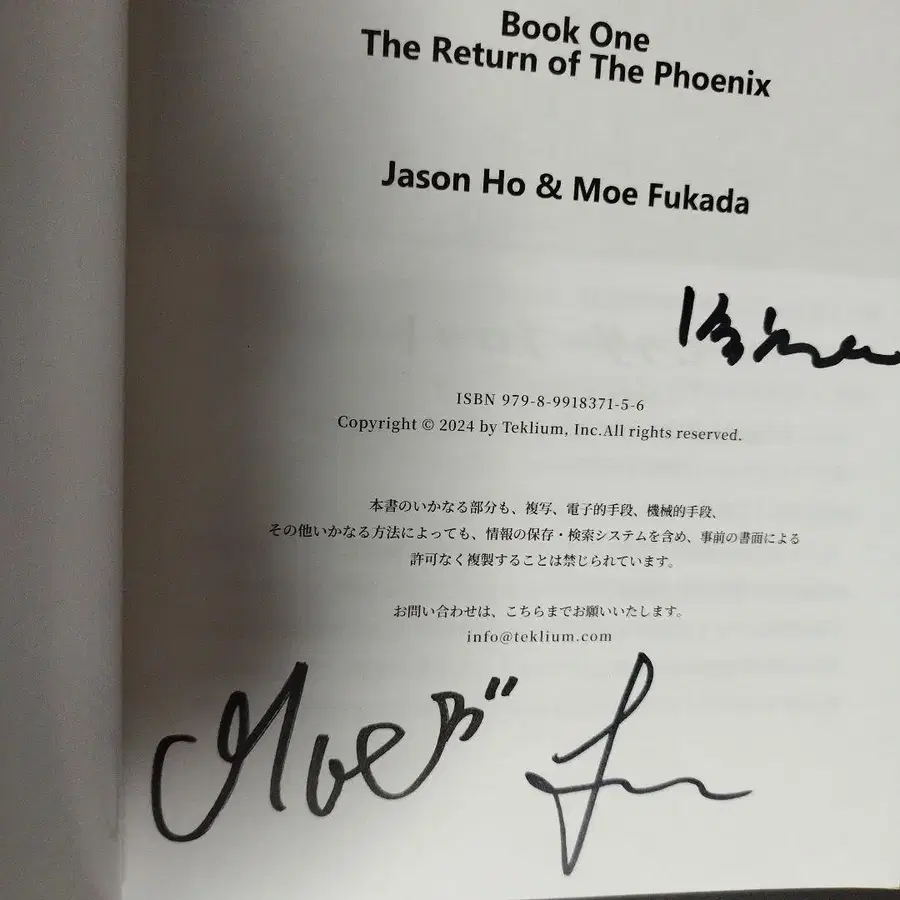 Book One
The Return of The Phoenix
Jason Ho & Moe Fukada
ISBN 979-8-9918371-5-6
Copyright © 2024 by Teklium, Inc.All rights reserved.
本書のいかなる部分も、複写、電子的手段、機械的手段、
その他いかなる方法によっても、情報の保存・検索システムを含め、事前の書面による
許可なく複製することは禁じられています。
お問い合わせは、こちらまでお願いいたします。
info@teklium.com
Moe